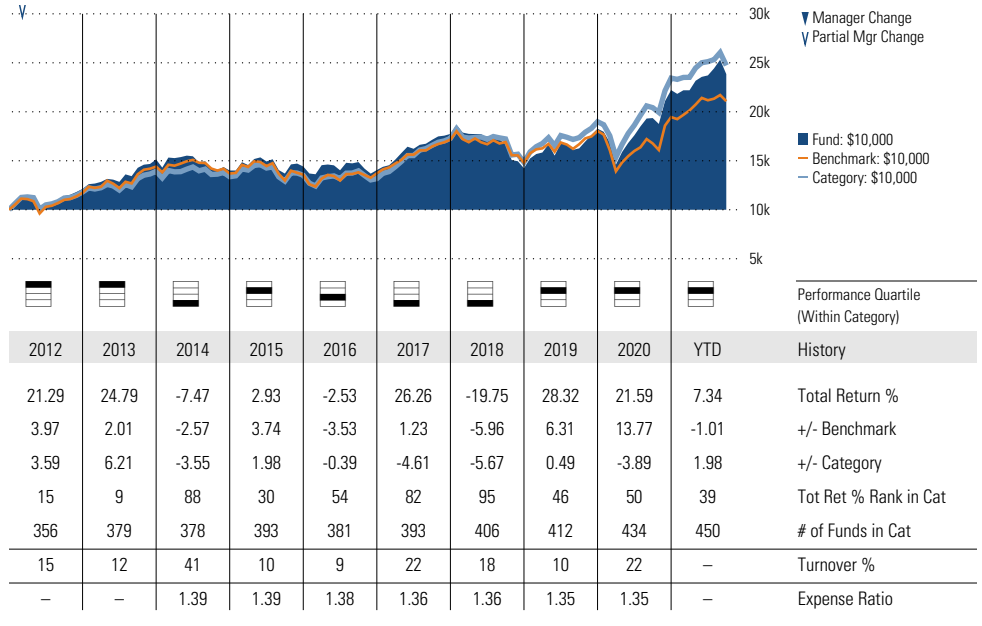 30k
▼ Manager Change
∨ Partial Mgr Change
25k
20k
Fund: $10,000
15k
Benchmark: $10,000
Category: $10,000
10k
5k
Performance Quartile
(Within Category)
2012 2013 2014 2015 2016 2017 2018 2019 2020 YTD History
21.29 24.79 -7.47 2.93 -2.53 26.26 -19.75 28.32 21.59 7.34 Total Return %
3.97 2.01 -2.57 3.74 -3.53 1.23 -5.96 6.31 13.77 -1.01 +/- Benchmark
3.59 6.21 -3.55 1.98 -0.39 -4.61 -5.67 0.49 -3.89 1.98 +/- Category
15 9 88 30 54 82 95 46 50 39 Tot Ret % Rank in Cat
356 379 378 393 381 393 406 412 434 450 # of Funds in Cat
15 12 41 10 9 22 18 10 22 – Turnover %
– – 1.39 1.39 1.38 1.36 1.36 1.35 1.35 – Expense Ratio